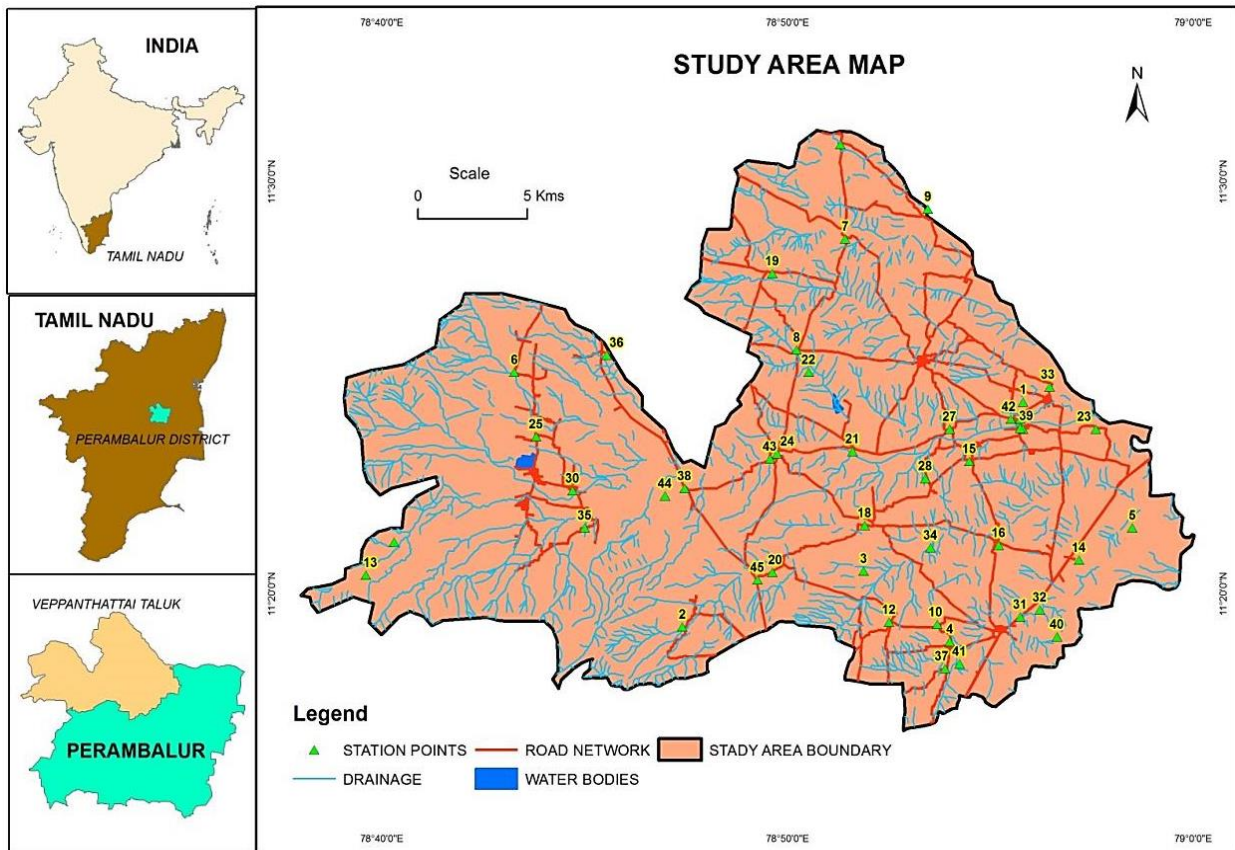 INDIA
TAMIL NADU
TAMIL NADU
PERAMBALUR DISTRICT
VEPPANTHATTAI TALUK
PERAMBALUR
78°40'0"E 78°50'0"E 79°0'0"E
STUDY AREA MAP
N
Scale
0 5 Kms
11°30'0"N 11°30'0"N
9
7
19
36
8
6
22
33
1
42
39
27
23
25
24
21
43
15
28
30
38
44
18
5
35
34
16
14
13
3
20
45
32
31
12
10
2
40
4
41
37
11°20'0"N 11°20'0"N
Legend
STATION POINTS ROAD NETWORK STADY AREA BOUNDARY
DRAINAGE WATER BODIES
78°40'0"E 78°50'0"E 79°0'0"E